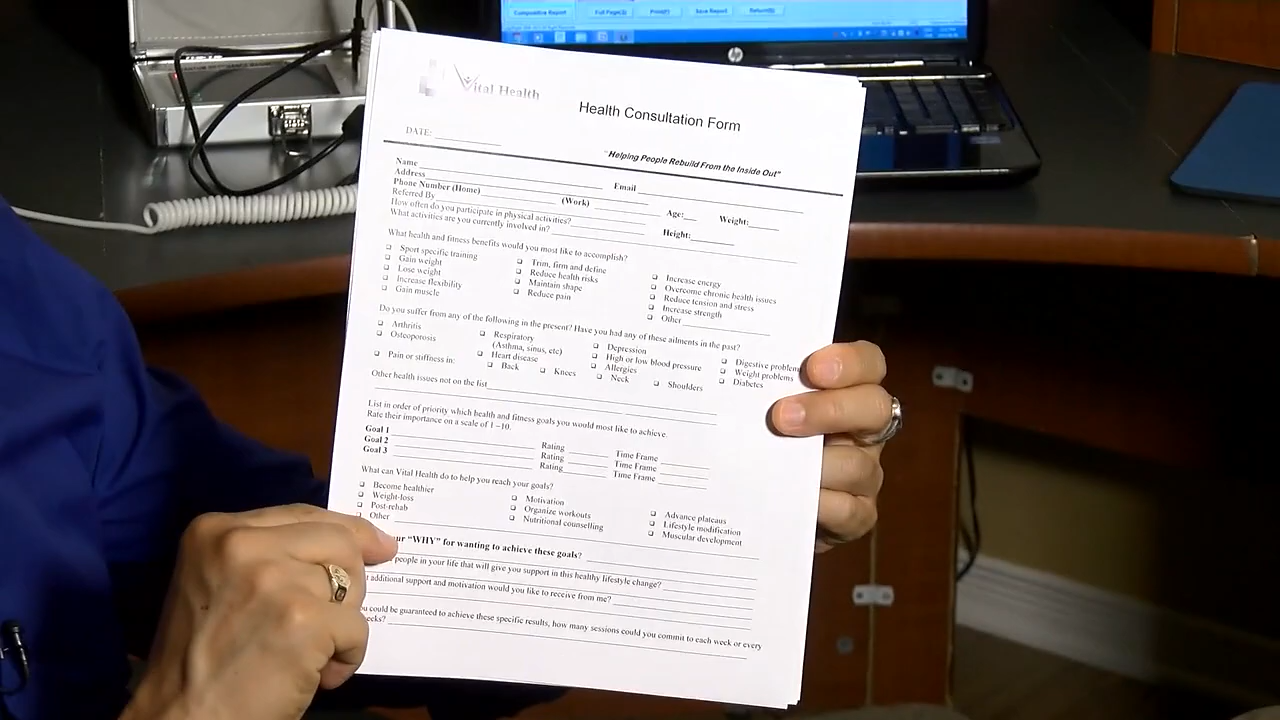 Comparative Report Full Page(S) Print(P) Save Report Return(R)
hp
Vital Health
Health Consultation Form
DATE:
"Helping People Rebuild From the Inside Out"
Name Email
Address
Phone Number (Home) (Work) Age: Weight:
Referred By
How often do you participate in physical activities? Height:
What activities are you currently involved in?
What health and fitness benefits would you most like to accomplish?
Sport specific training Trim, firm and define Increase energy
Gain weight Reduce health risks Overcome chronic health issues
Lose weight Maintain shape Reduce tension and stress
Increase flexibility Reduce pain Increase strength
Gain muscle Other
Do you suffer from any of the following in the present? Have you had any of these ailments in the past?
Arthritis Respiratory Depression Digestive problem
Osteoporosis (Asthma, sinus, etc) High or low blood pressure Weight problems
Heart disease Allergies Diabetes
Pain or stiffness in: Back Knees Neck Shoulders
Other health issues not on the list
List in order of priority which health and fitness goals you would most like to achieve.
Rate their importance on a scale of 1 -10.
Goal 1 Rating Time Frame
Goal 2 Rating Time Frame
Goal 3 Rating Time Frame
What can Vital Health do to help you reach your goals?
Become healthier Motivation Advance plateaus
Weight-loss Organize workouts Lifestyle modification
Post-rehab Nutritional counselling Muscular development
Other
"WHY" for wanting to achieve these goals?
people in your life that will give you support in this healthy lifestyle change?
additional support and motivation would you like to receive from me?
could be guaranteed to achieve these specific results, how many sessions could you commit to each week or every